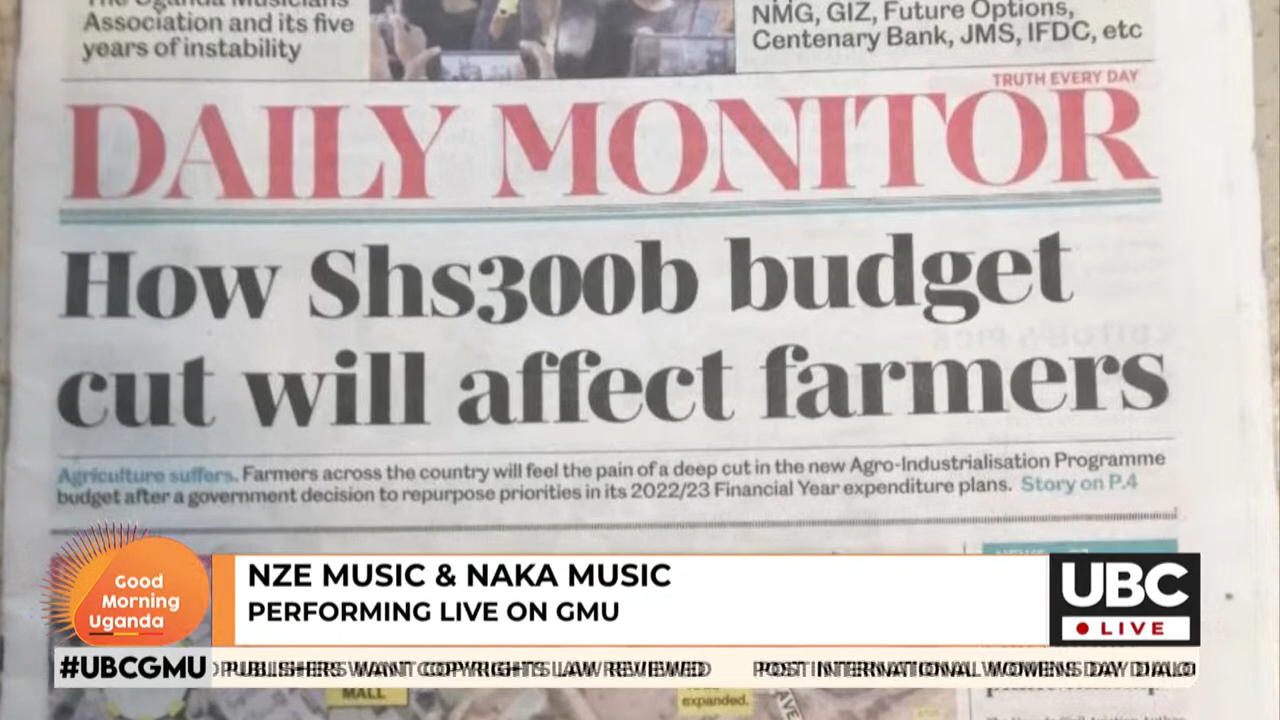 The Uganda Musicians
Association and its five
years of instability
NMG, GIZ, Future Options,
Centenary Bank, JMS, IFDC, etc
TRUTH EVERY DAY
DAILY MONITOR
How Shs300b budget
cut will affect farmers
Agriculture suffers. Farmers across the country will feel the pain of a deep cut in the new Agro-Industrialisation Programme
budget after a government decision to repurpose priorities in its 2022/23 Financial Year expenditure plans. Story on P.4
Good
Morning
Uganda
NZE MUSIC & NAKA MUSIC
PERFORMING LIVE ON GMU
UBC
LIVE
#UBCGMU
PUBLISHERS WANT COPYRIGHTS LAW REVIEWED POST INTERNATIONAL WOMENS DAY DIALO
MALL
expanded.
AVE